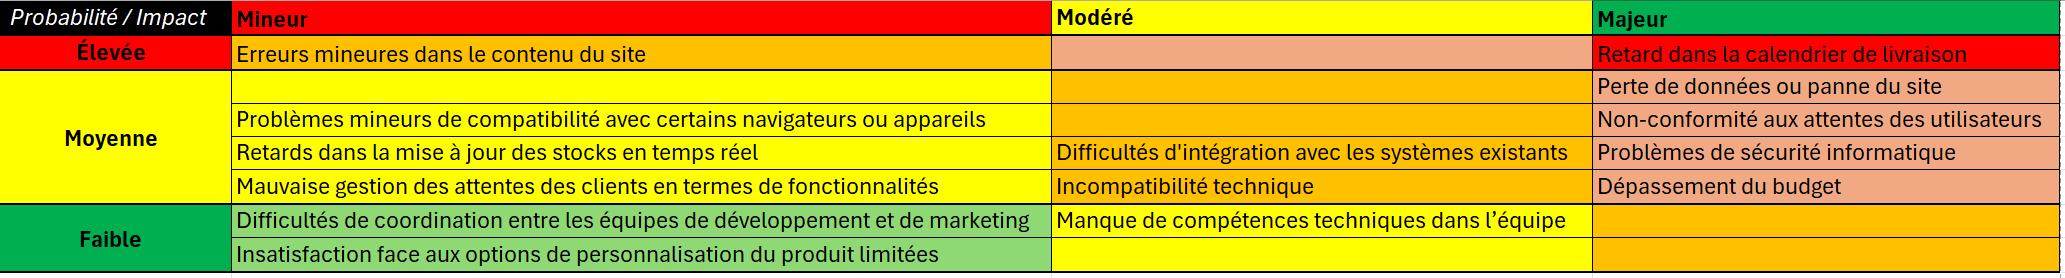 Probabilité / Impact Mineur Modéré Majeur
Élevée Erreurs mineures dans le contenu du site Retard dans la calendrier de livraison
Perte de données ou panne du site
Moyenne
Problèmes mineurs de compatibilité avec certains navigateurs ou appareils Non-conformité aux attentes des utilisateurs
Retards dans la mise à jour des stocks en temps réel Difficultés d'intégration avec les systèmes existants Problèmes de sécurité informatique
Mauvaise gestion des attentes des clients en termes de fonctionnalités Incompatibilité technique Dépassement du budget
Faible
Difficultés de coordination entre les équipes de développement et de marketing Manque de compétences techniques dans l’équipe
Insatisfaction face aux options de personnalisation du produit limitées